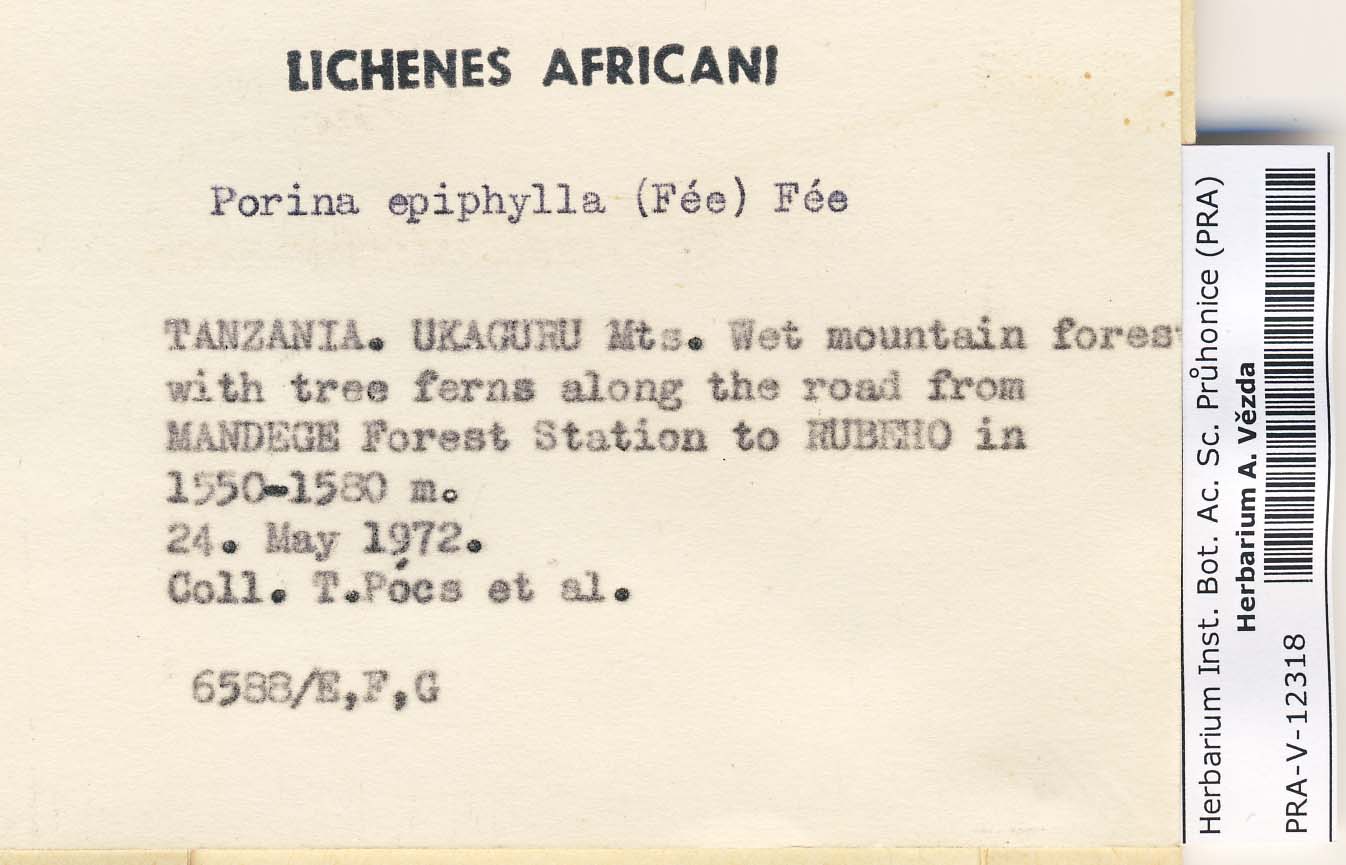 LICHENES AFRICANI
Porina epiphylla (Fée) Fée
TANZANIA. UKAGURU Mts. Wet mountain fores
with tree ferns along the road from
MANDEGE Forest Station to RUBEHO in
1550-1580 m.
24. May 1972.
Coll. T.Pócs et al.
6588/E,F,G
Herbarium Inst. Bot. Ac. Sc. Průhonice (PRA)
Herbarium A. Vězda
PRA-V-12318